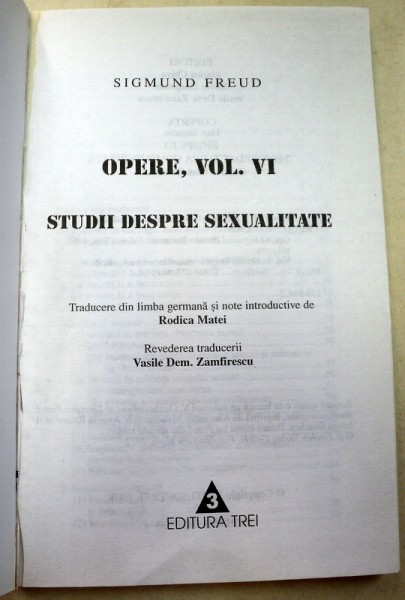 SIGMUND FREUD
OPERE, VOL. VI
STUDII DESPRE SEXUALITATE
Traducere din limba germană și note introductive de
Rodica Matei
Revederea traducerii
Vasile Dem. Zamfirescu
3
EDITURA TREI